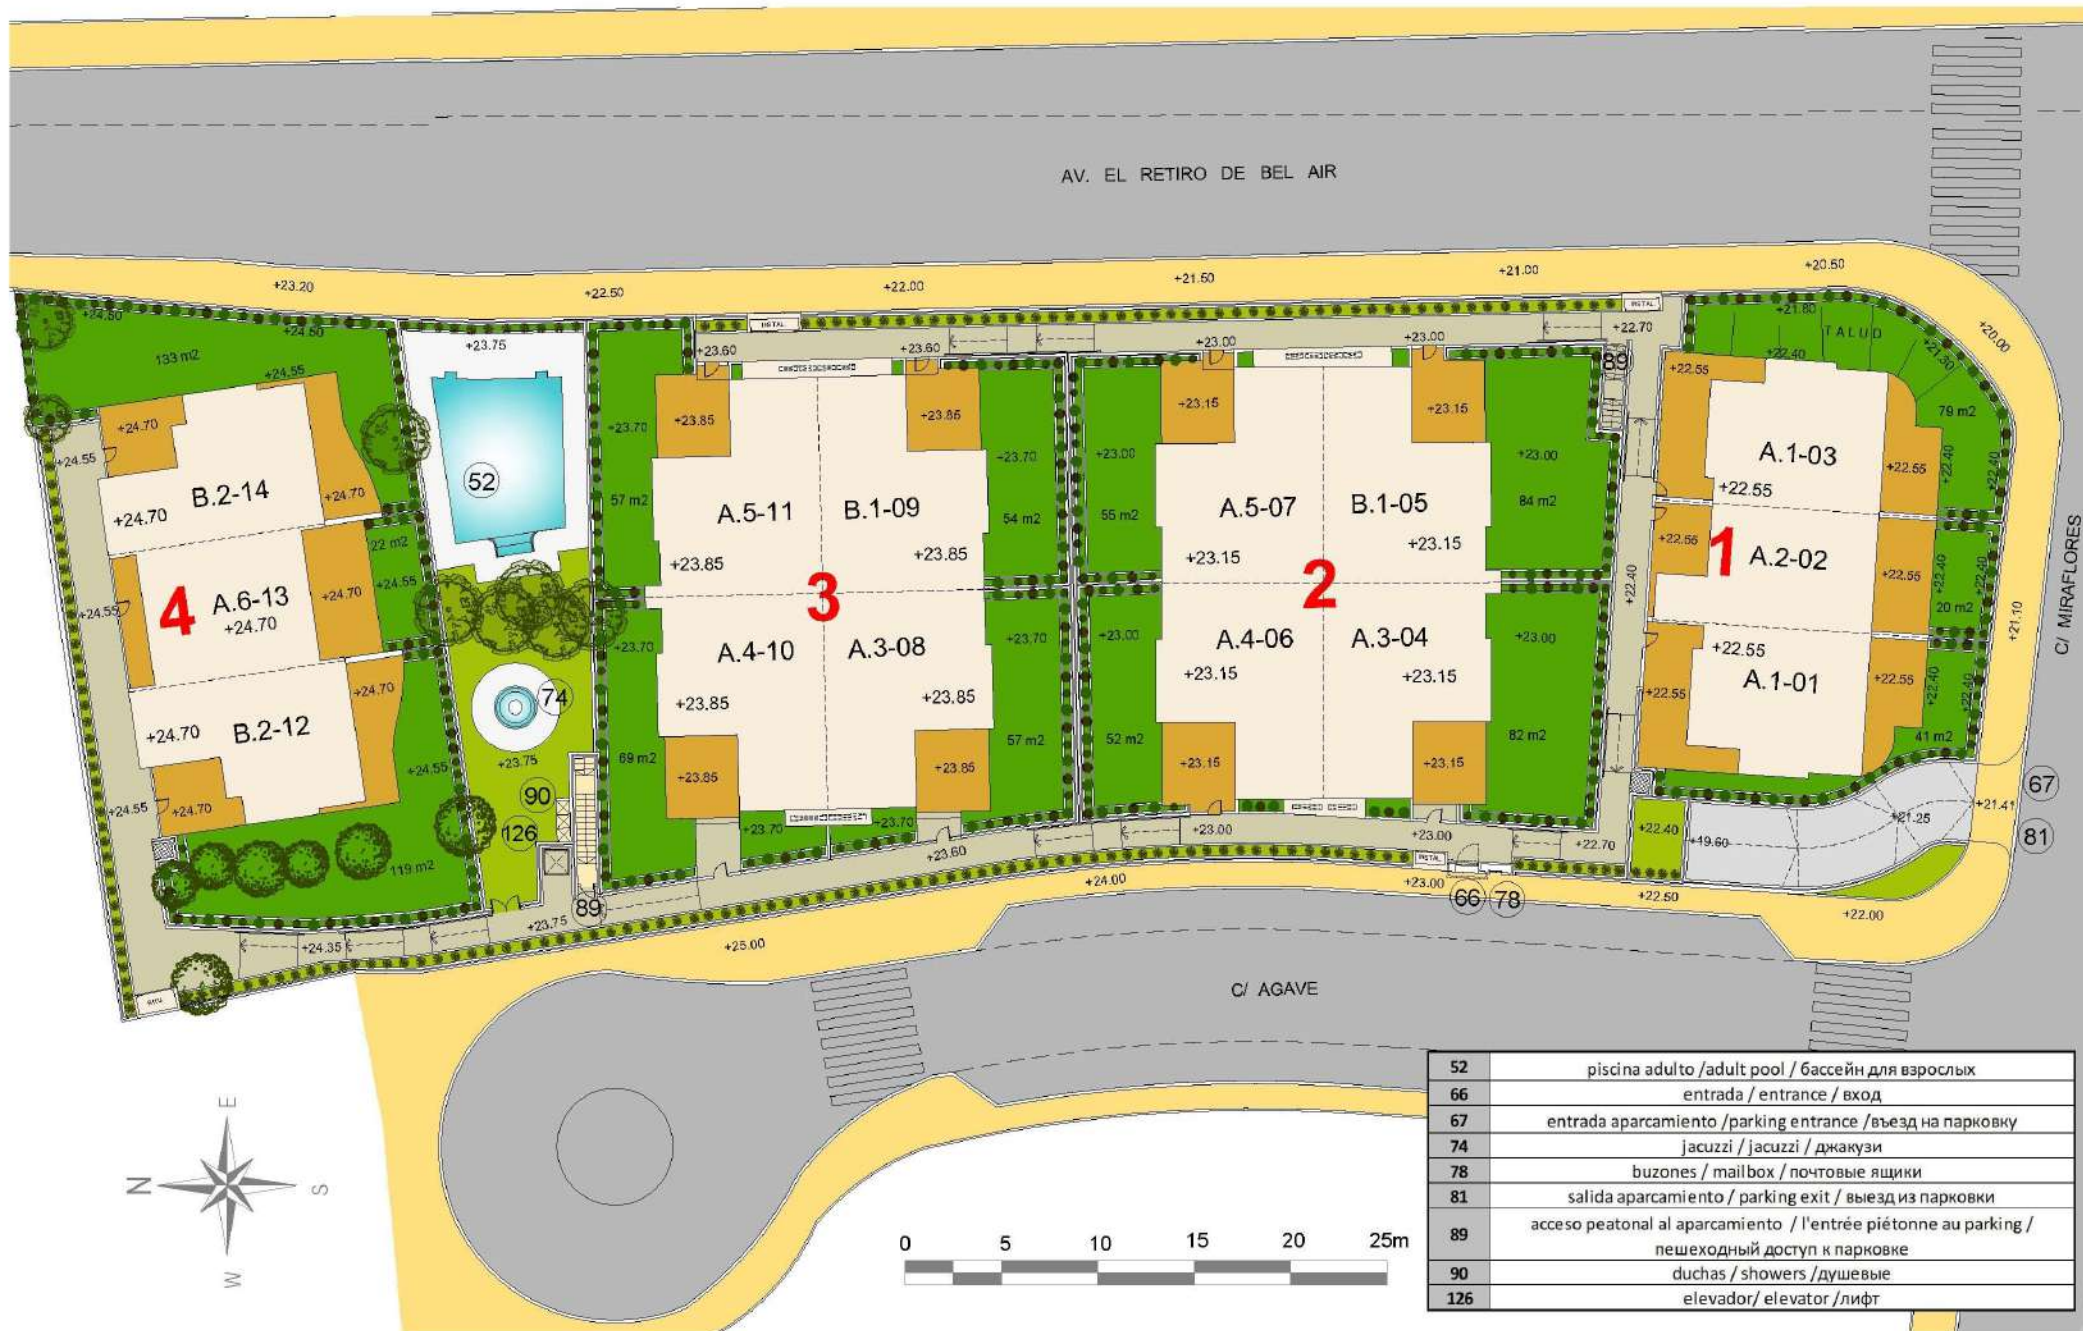 AV. EL RETIRO DE BEL AIR
+23.20
+22.50
+22.00
+21.50
+21.00
+20.50
+20.00
+24.50
+24.50
133 m2
+24.55
+23.75
INSTAL.
+23.60
+23.60
+23.00
+23.00
INSTAL.
+22.70
+21.80
TALUD
+22.40
+21.30
89
+24.70
+24.55
B.2-14
+24.70
+24.70
52
+23.70
+23.85
+23.85
+23.70
57 m2
A.5-11
B.1-09
54 m2
+23.85
+23.85
+23.00
+23.15
+23.15
+23.00
55 m2
A.5-07
B.1-05
84 m2
+23.15
+23.15
+22.55
79 m2
A.1-03
+22.55
+22.55
+22.40
+22.40
22 m2
+24.55
+24.70
4
A.6-13
+24.70
+24.55
3
2
1
+22.55
A.2-02
+22.55
+22.40
+22.40
+22.40
20 m2
C/ MIRAFLORES
+21.10
+23.70
A.4-10
A.3-08
+23.70
+23.85
+23.85
+23.00
A.4-06
A.3-04
+23.00
+23.15
+23.15
+22.55
A.1-01
+22.55
+22.55
+22.40
+22.40
41 m2
+24.70
+24.70
B.2-12
74
+24.55
+23.75
69 m2
+23.85
+23.85
57 m2
52 m2
+23.15
+23.15
82 m2
+24.55
+24.70
90
126
+23.70
+23.70
+23.60
+23.00
+23.00
+22.70
+22.40
+19.60
+21.25
+21.41
67
81
119 m2
89
+23.75
+24.35
+25.00
+24.00
INSTAL.
+23.00
66
78
+22.50
+22.00
C/ AGAVE
E
N
S
W
0 5 10 15 20 25m
52 piscina adulto /adult pool / бассейн для взрослых
66 entrada / entrance / вход
67 entrada aparcamiento /parking entrance /въезд на парковку
74 jacuzzi / jacuzzi / джакузи
78 buzones / mailbox / почтовые ящики
81 salida aparcamiento / parking exit / выезд из парковки
89 acceso peatonal al aparcamiento / l'entrée piétonne au parking /
пешеходный доступ к парковке
90 duchas / showers /душевые
126 elevador/ elevator /лифт